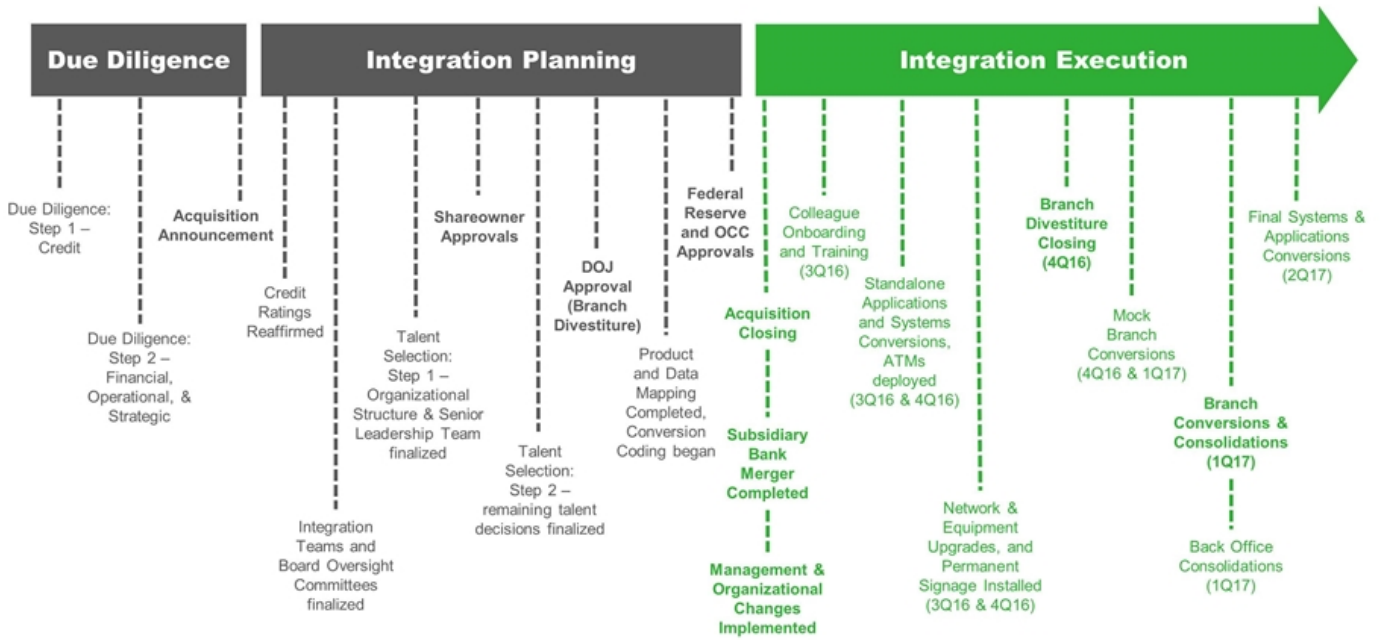 Due Diligence
Integration Planning
Integration Execution
Due Diligence:
Step 1 –
Credit
Due Diligence:
Step 2 –
Financial,
Operational, &
Strategic
Acquisition
Announcement
Credit
Ratings
Reaffirmed
Integration
Teams and
Board Oversight
Committees
finalized
Talent
Selection:
Step 1 –
Organizational
Structure & Senior
Leadership Team
finalized
Shareowner
Approvals
Talent
Selection:
Step 2 –
remaining talent
decisions finalized
DOJ
Approval
(Branch
Divestiture)
Product
and Data
Mapping
Completed,
Conversion
Coding began
Federal
Reserve
and OCC
Approvals
Acquisition
Closing
Subsidiary
Bank
Merger
Completed
Management &
Organizational
Changes
Implemented
Colleague
Onboarding
and Training
(3Q16)
Standalone
Applications
and Systems
Conversions,
ATMs
deployed
(3Q16 & 4Q16)
Network &
Equipment
Upgrades, and
Permanent
Signage Installed
(3Q16 & 4Q16)
Branch
Divestiture
Closing
(4Q16)
Mock
Branch
Conversions
(4Q16 & 1Q17)
Branch
Conversions &
Consolidations
(1Q17)
Back Office
Consolidations
(1Q17)
Final Systems &
Applications
Conversions
(2Q17)